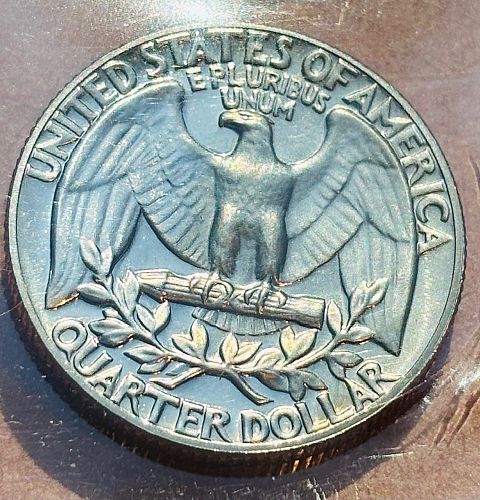 UNITED STATES OF AMERICA
E PLURIBUS
UNUM
QUARTER DOLLAR